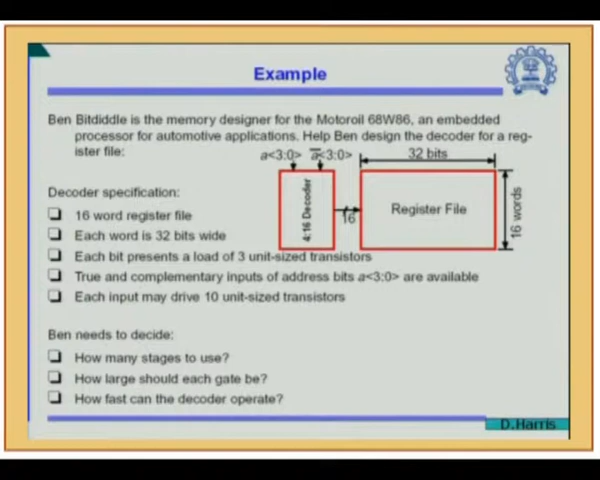 Example
Ben Bitdiddle is the memory designer for the Motoroil 68W86, an embedded
processor for automotive applications. Help Ben design the decoder for a reg-
ister file:
a<3:0> a<3:0>
32 bits
4:16 Decoder
16
Register File
16 words
Decoder specification:
❏ 16 word register file
❏ Each word is 32 bits wide
❏ Each bit presents a load of 3 unit-sized transistors
❏ True and complementary inputs of address bits a<3:0> are available
❏ Each input may drive 10 unit-sized transistors
Ben needs to decide:
❏ How many stages to use?
❏ How large should each gate be?
❏ How fast can the decoder operate?
D.Harris